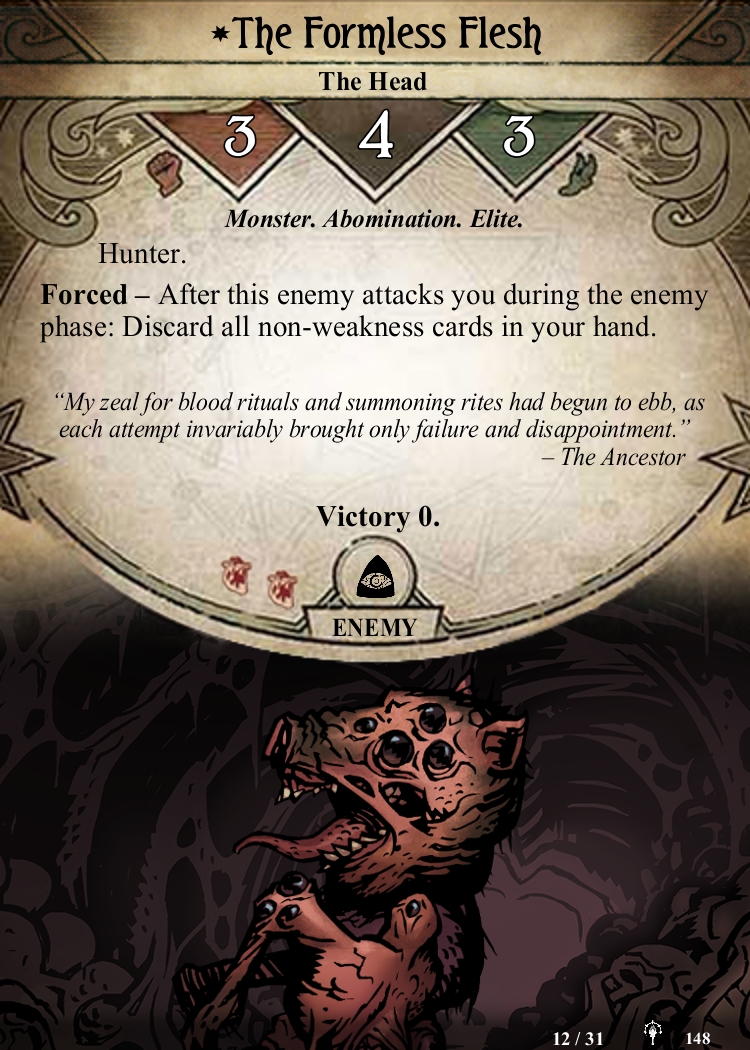 The Formless Flesh
The Head
3 4 3
Monster. Abomination. Elite.
Hunter.
Forced – After this enemy attacks you during the enemy
phase: Discard all non-weakness cards in your hand.
“My zeal for blood rituals and summoning rites had begun to ebb, as
each attempt invariably brought only failure and disappointment.”
– The Ancestor
Victory 0.
ENEMY
12 / 31 148